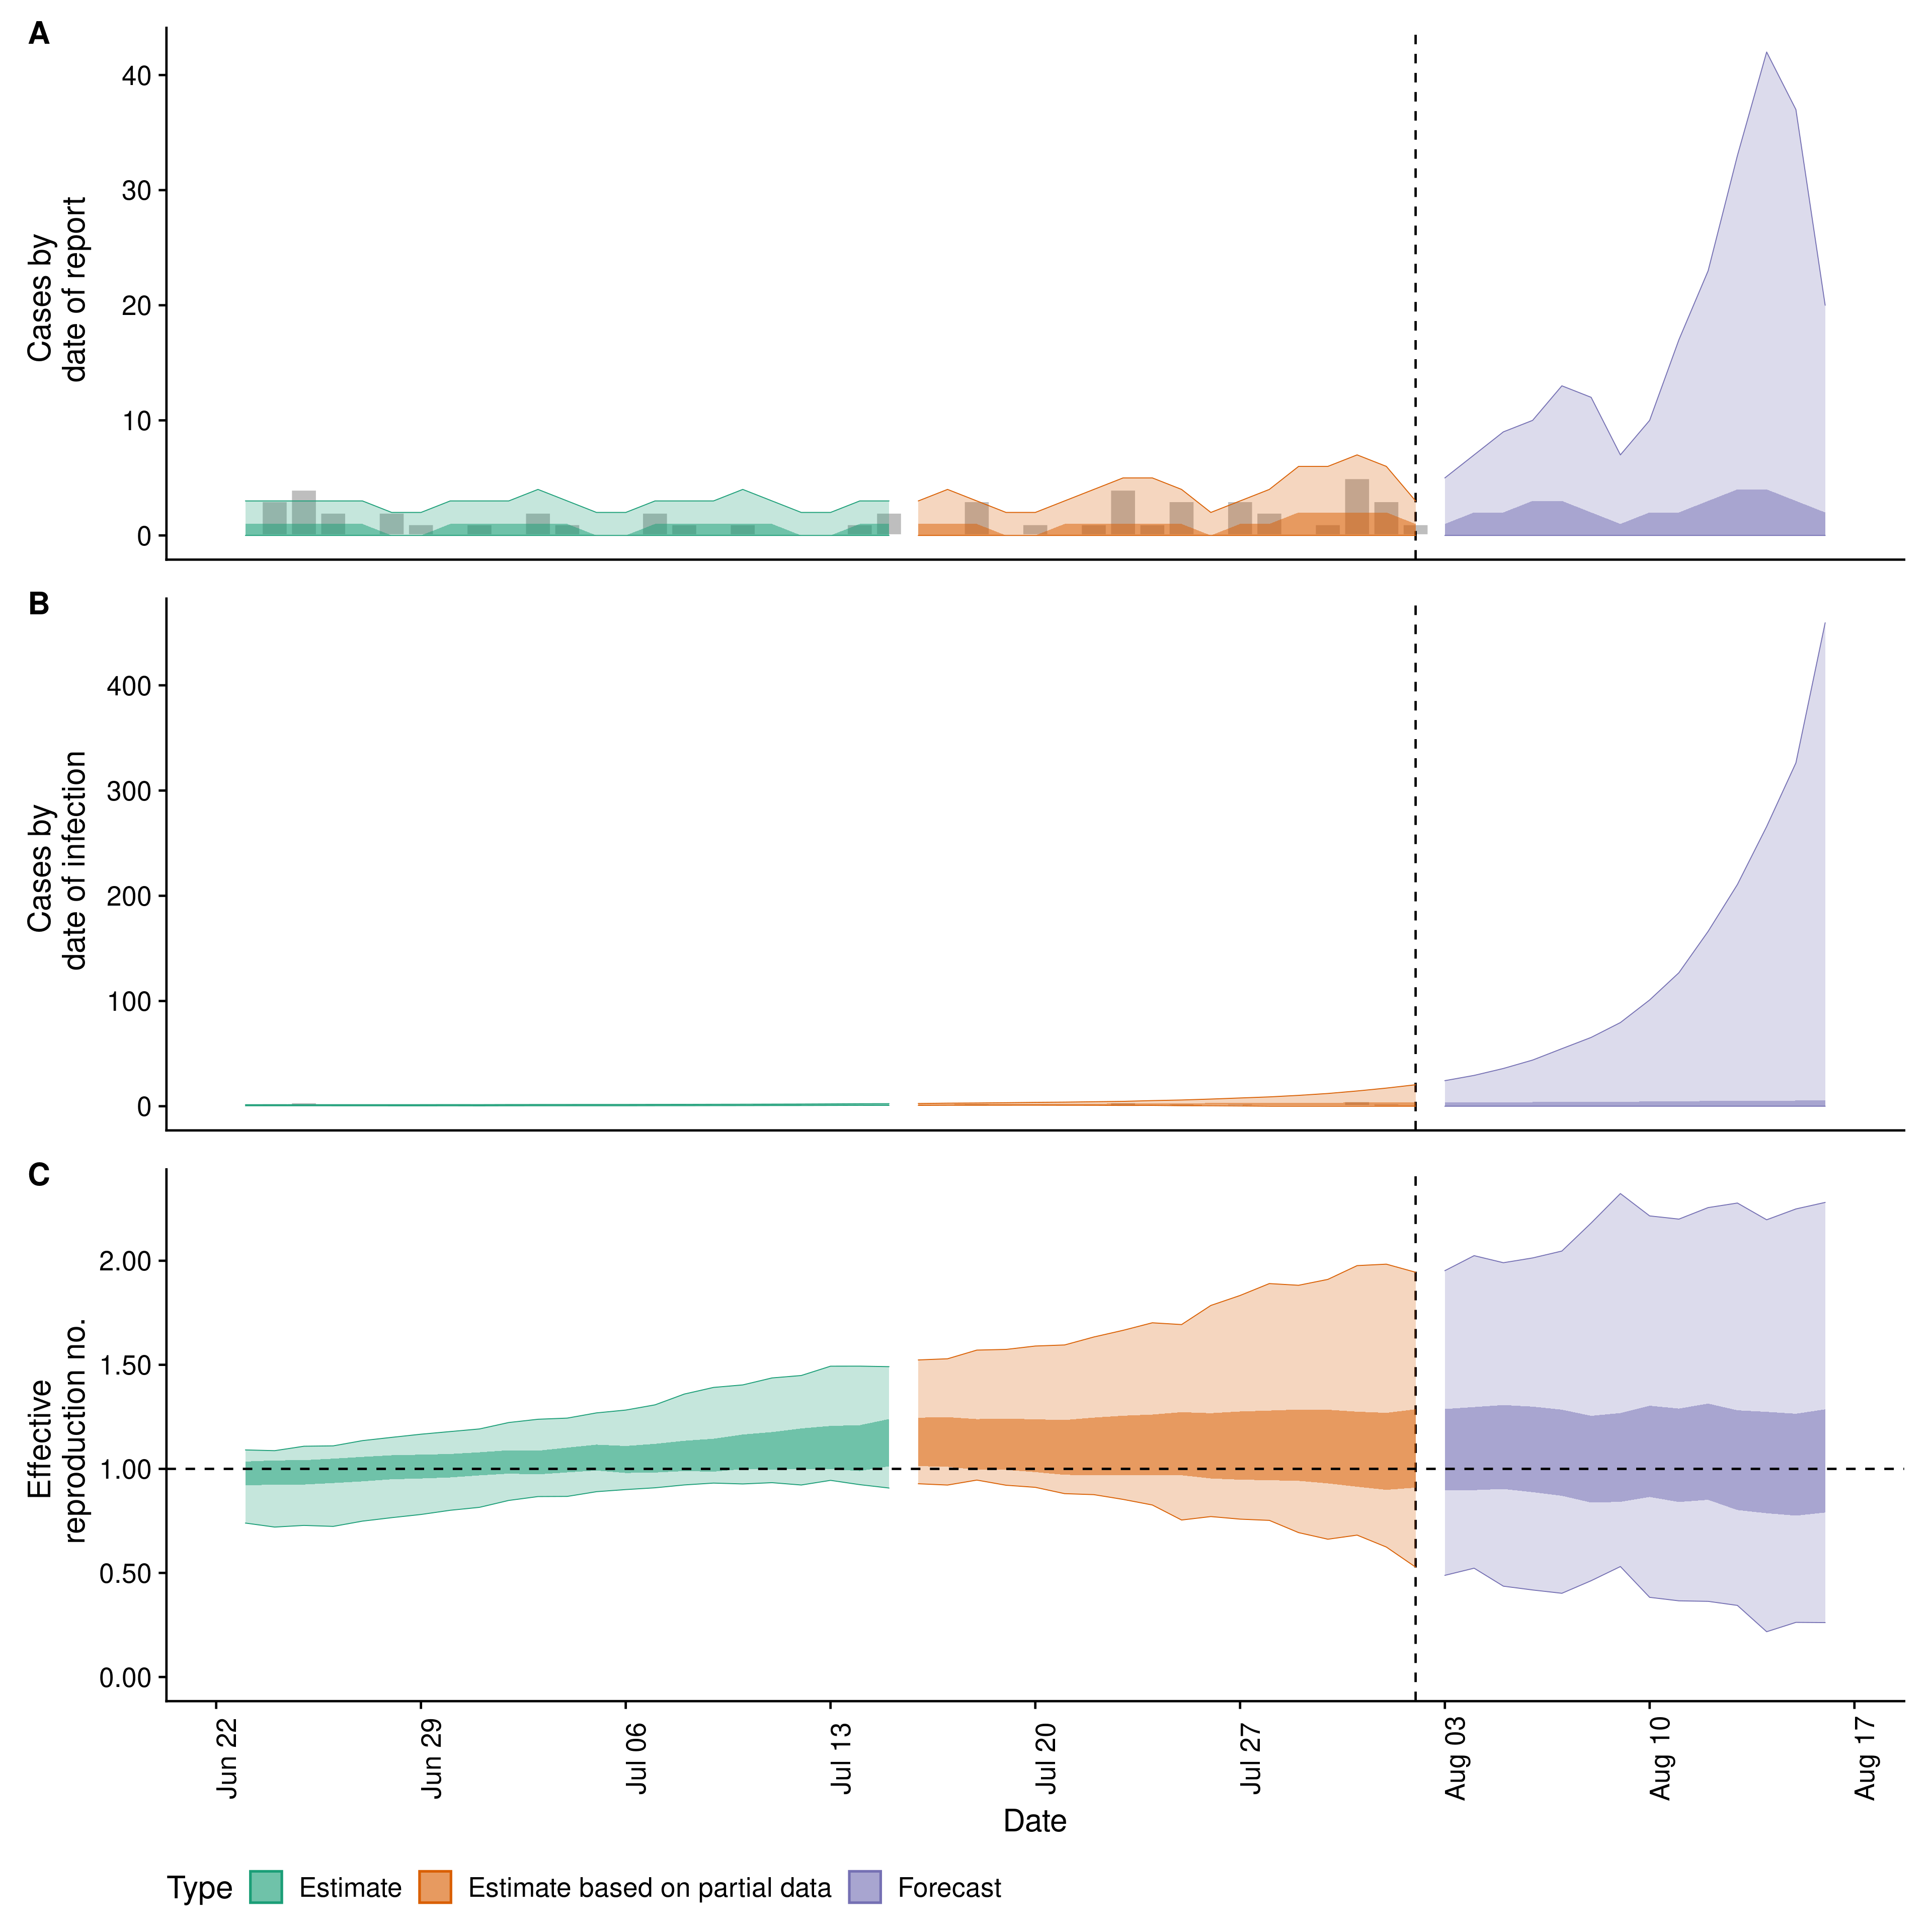 A
Cases by
date of report
40
30
20
10
0
B
Cases by
date of infection
400
300
200
100
0
C
Effective
reproduction no.
2.00
1.50
1.00
0.50
0.00
Jun 22
Jun 29
Jul 06
Jul 13
Jul 20
Jul 27
Aug 03
Aug 10
Aug 17
Date
Type Estimate Estimate based on partial data Forecast